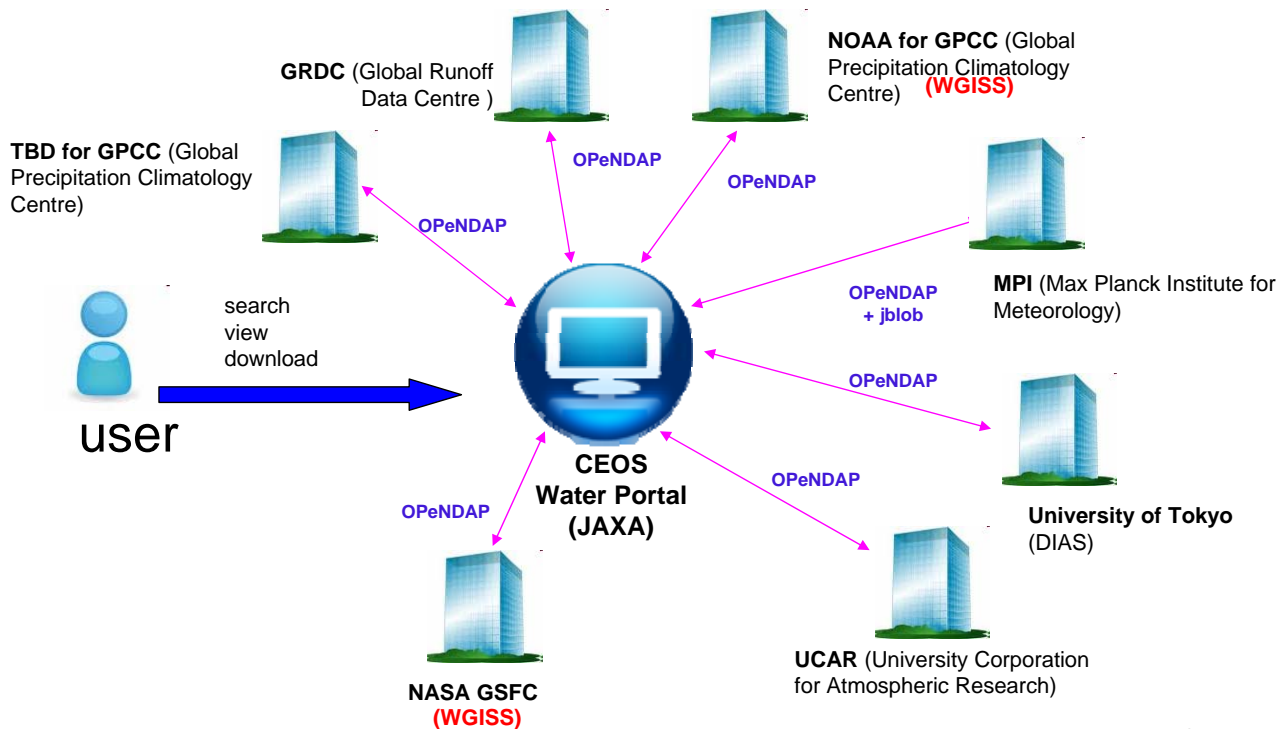 NOAA for GPCC (Global
Precipitation Climatology
Centre)
(WGISS)
GRDC (Global Runoff
Data Centre )
TBD for GPCC (Global
Precipitation Climatology
Centre)
OPeNDAP
OPeNDAP
OPeNDAP
MPI (Max Planck Institute for
Meteorology)
OPeNDAP
+ jblob
search
view
download
user
OPeNDAP
CEOS
Water Portal
(JAXA)
OPeNDAP
OPeNDAP
University of Tokyo
(DIAS)
UCAR (University Corporation
for Atmospheric Research)
NASA GSFC
(WGISS)